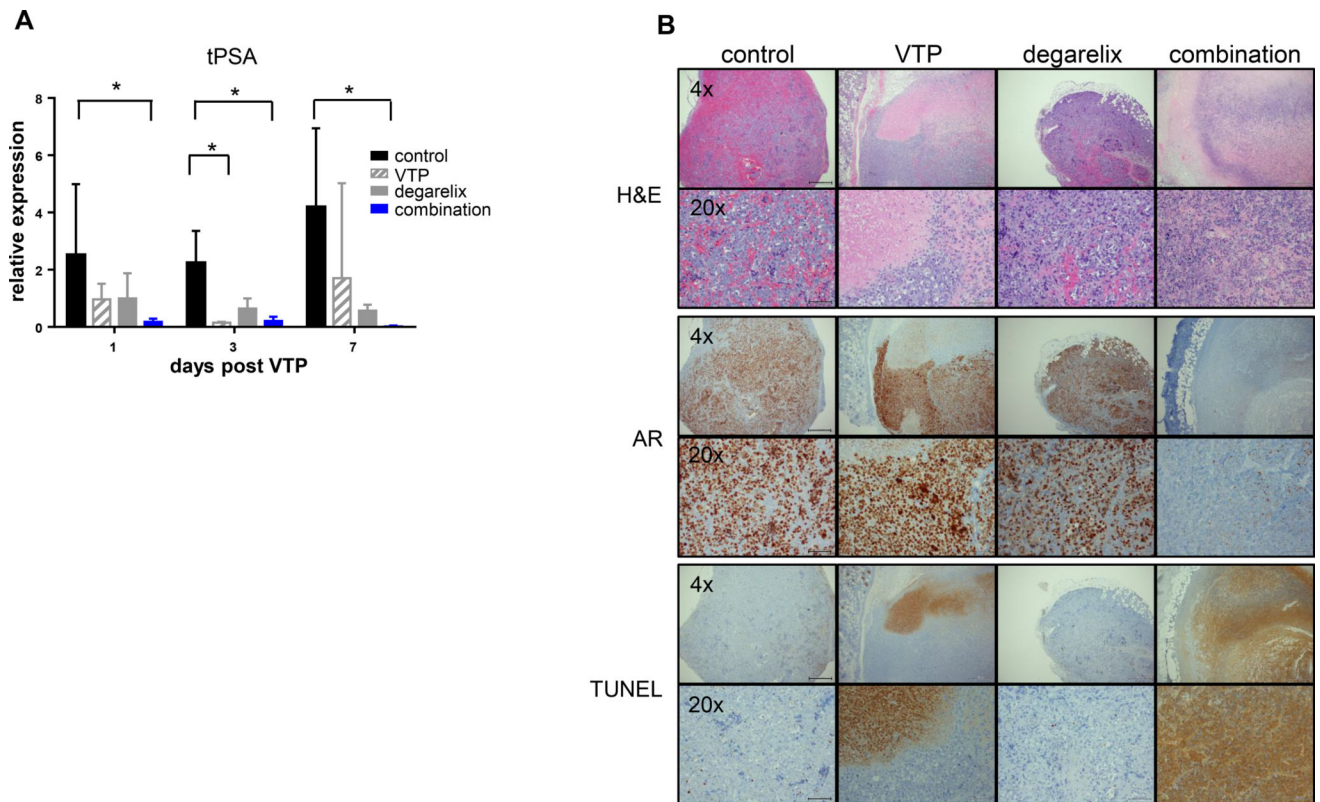 A
tPSA
* * *
*
8
6
4
2
0
relative expression
control
VTP
degarelix
combination
1 3 7
days post VTP
B
control VTP degarelix combination
4x
H&E
20x
4x
AR
20x
4x
TUNEL
20x